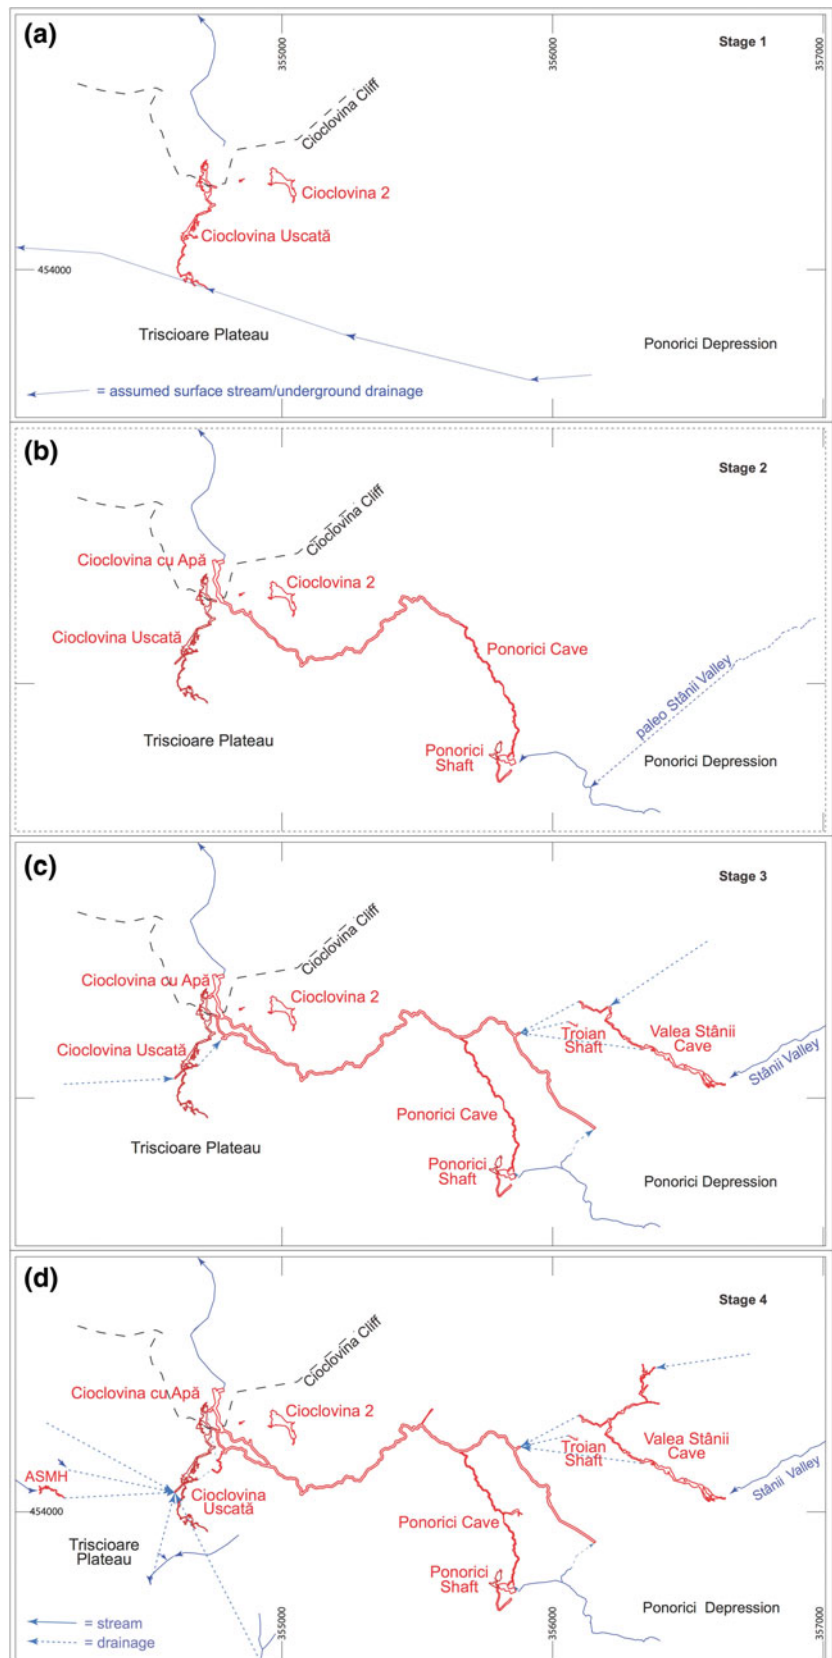 (a)
355000
356000
357000
Stage 1
Cioclovina Cliff
Cioclovina 2
Cioclovina Uscată
454000
Triscioare Plateau
Ponorici Depression
= assumed surface stream/underground drainage
(b)
Stage 2
Cioclovina Cliff
Cioclovina cu Apă
Cioclovina 2
Cioclovina Uscată
Ponorici Cave
paleo Stânii Valley
Triscioare Plateau
Ponorici
Shaft
Ponorici Depression
(c)
Stage 3
Cioclovina Cliff
Cioclovina cu Apă
Cioclovina 2
Troian
Shaft
Valea Stânii
Cave
Cioclovina Uscată
Stânii Valley
Ponorici Cave
Triscioare Plateau
Ponorici
Shaft
Ponorici Depression
(d)
Stage 4
Cioclovina Cliff
Cioclovina cu Apă
Cioclovina 2
Troian
Shaft
Valea Stânii
Cave
ASMH
Cioclovina
Uscată
Stânii Valley
454000
Ponorici Cave
Triscioare
Plateau
Ponorici
Shaft
Ponorici Depression
= stream
= drainage
355000
356000
357000